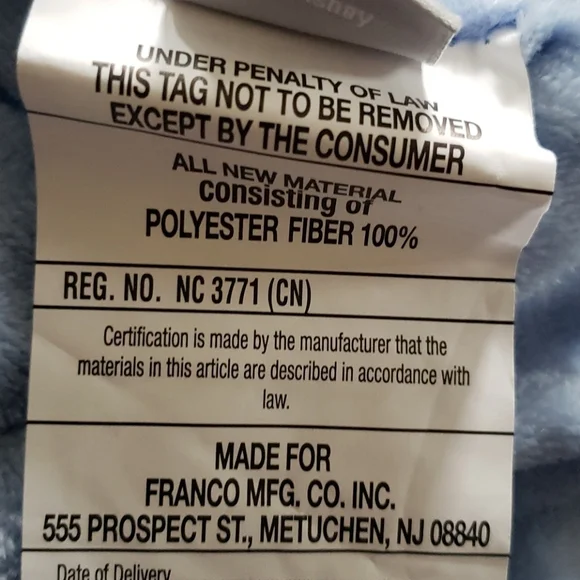 UNDER PENALTY OF LAW
THIS TAG NOT TO BE REMOVED
EXCEPT BY THE CONSUMER
ALL NEW MATERIAL
consisting of
POLYESTER FIBER 100%
REG. NO. NC 3771 (CN)
Certification is made by the manufacturer that the
materials in this article are described in accordance with
law.
MADE FOR
FRANCO MFG. CO. INC.
555 PROSPECT ST., METUCHEN, NJ 08840
Date of Delivery